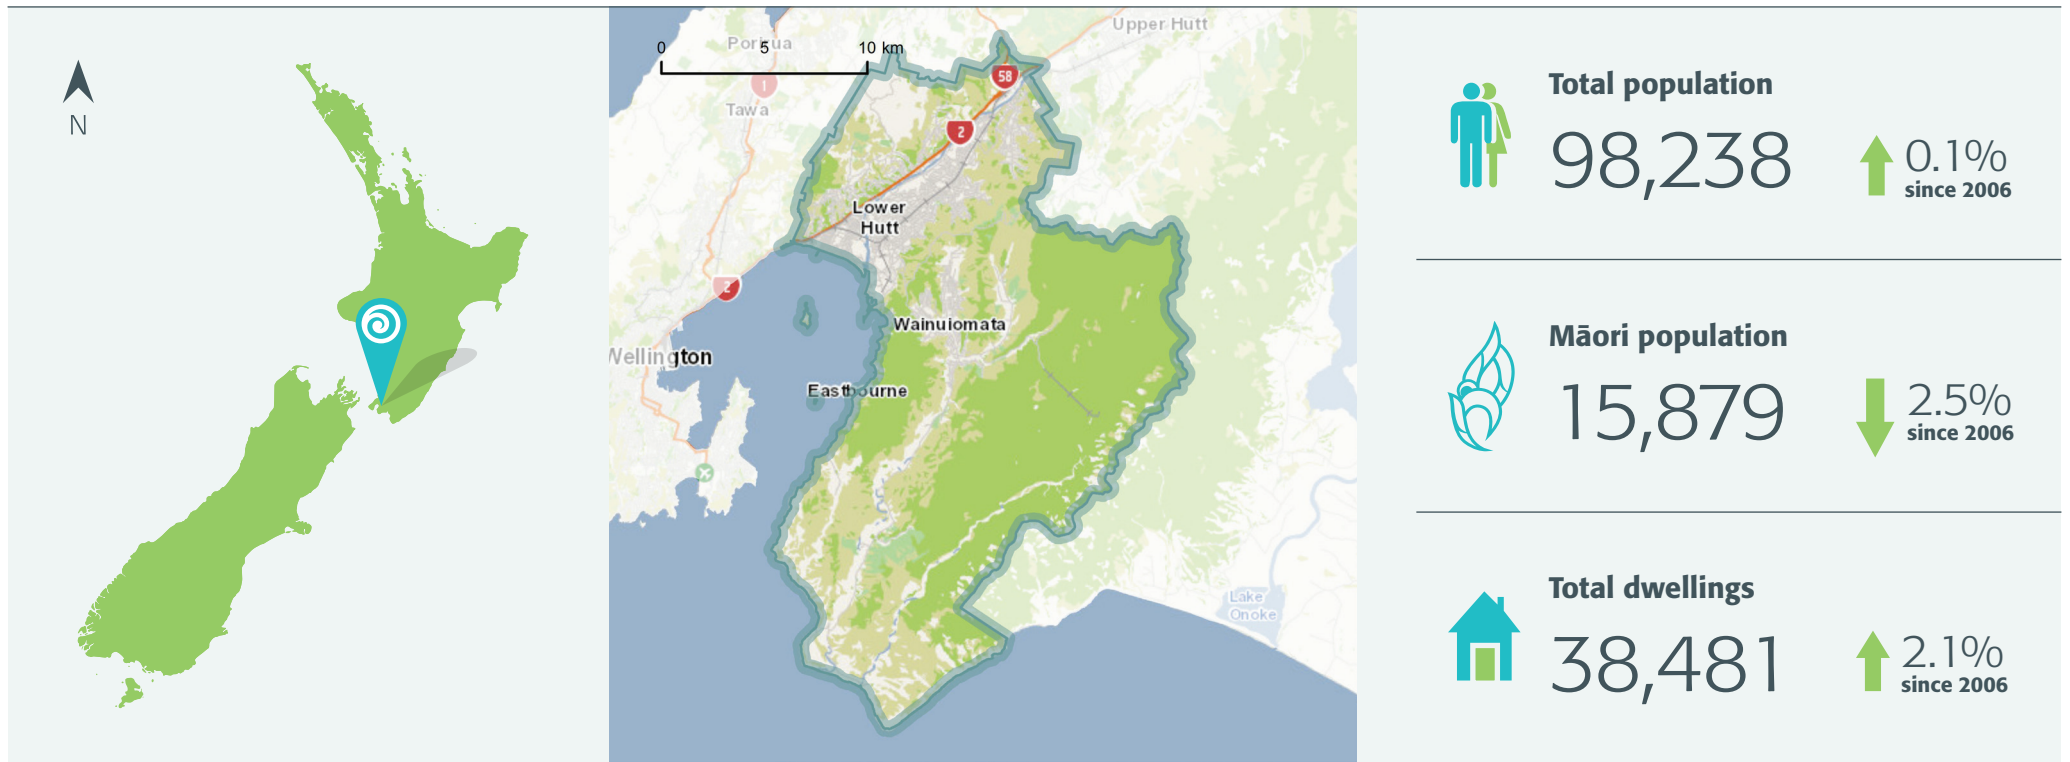 N
0 5 10 km
Upper Hutt
Porirua
58
1
Tawa
2
Lower
Hutt
2
Wainuiomata
Wellington
Eastbourne
Lake
Onoke
Total population
98,238
0.1%
since 2006
Māori population
15,879
2.5%
since 2006
Total dwellings
38,481
2.1%
since 2006